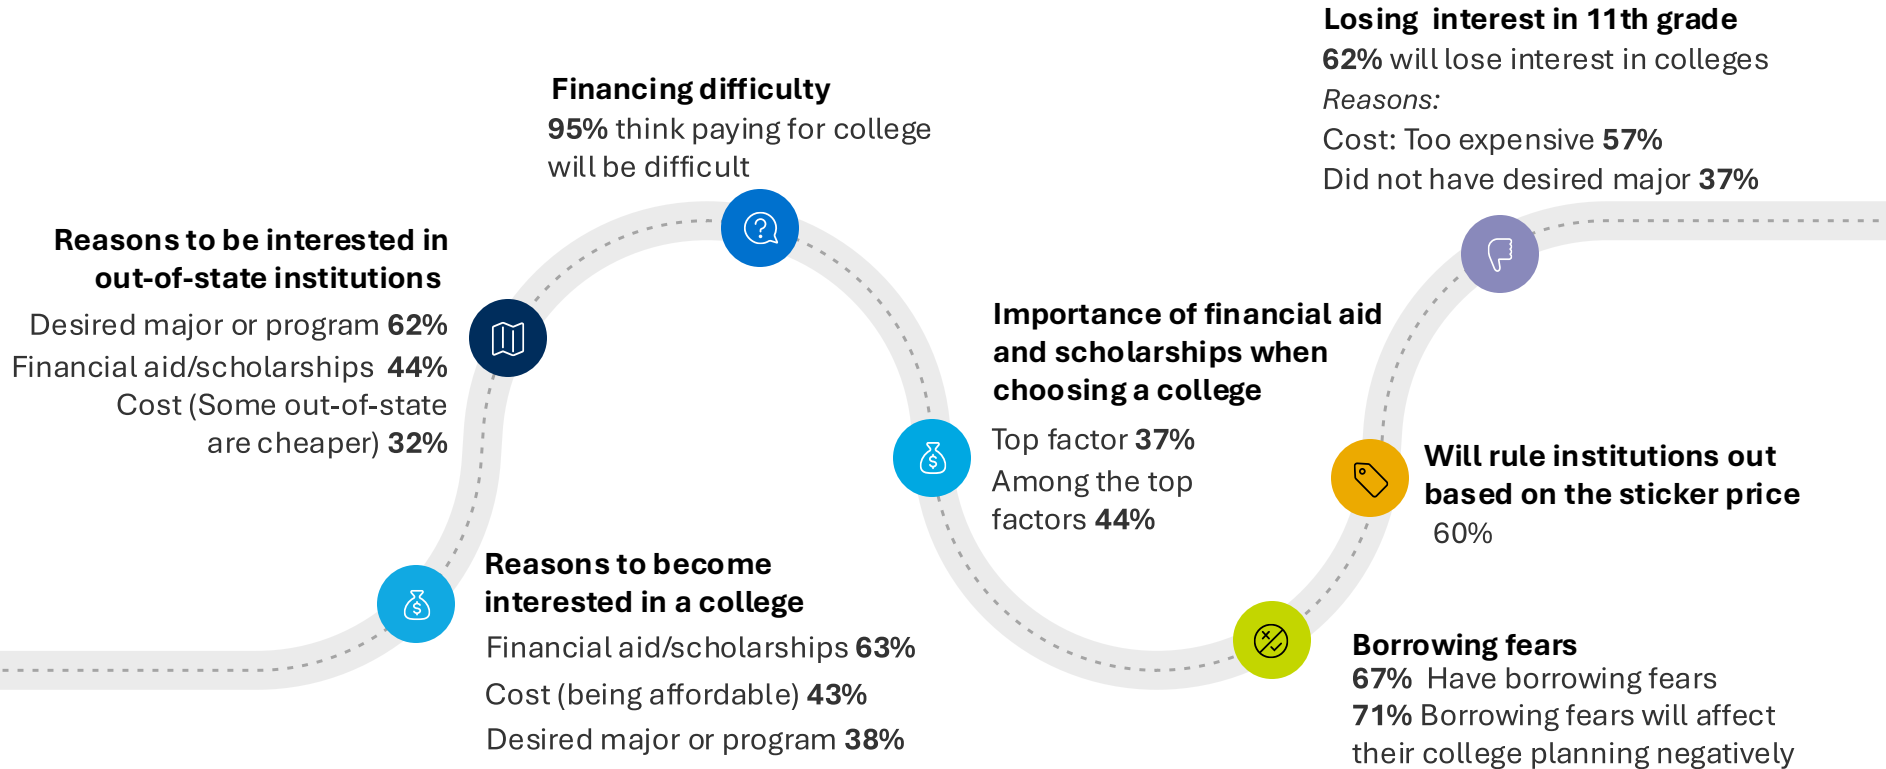 Reasons to become
interested in a college
Financial aid/scholarships 63%
Cost (being affordable) 43%
Desired major or program 38%
Reasons to be interested in
out-of-state institutions
Desired major or program 62%
Financial aid/scholarships 44%
Cost (Some out-of-state
are cheaper) 32%
Financing difficulty
95% think paying for college
will be difficult
Importance of financial aid
and scholarships when
choosing a college
Top factor 37%
Among the top
factors 44%
Borrowing fears
67% Have borrowing fears
71% Borrowing fears will affect
their college planning negatively
Will rule institutions out
based on the sticker price
60%
Losing interest in 11th grade
62% will lose interest in colleges
Reasons:
Cost: Too expensive 57%
Did not have desired major 37%